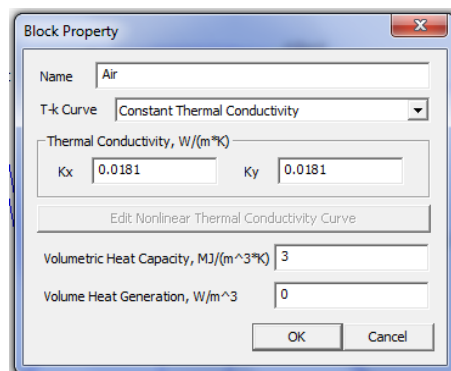 Block Property
Name Air
T-k Curve Constant Thermal Conductivity
Thermal Conductivity, W/(m*K)
Kx 0.0181 Ky 0.0181
Edit Nonlinear Thermal Conductivity Curve
Volumetric Heat Capacity, MJ/(m^3*K) 3
Volume Heat Generation, W/m^3 0
OK Cancel